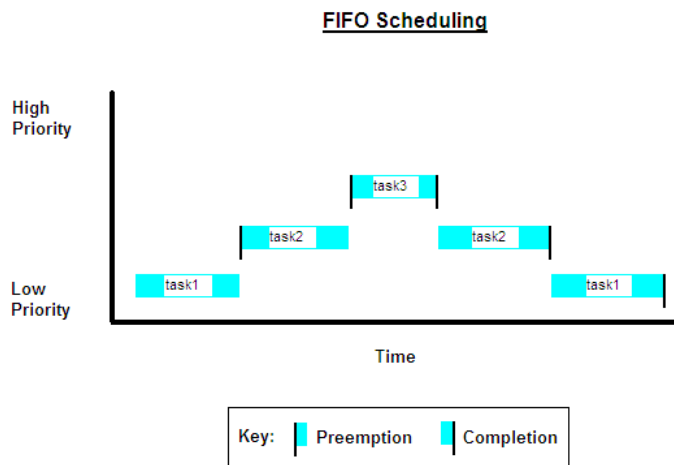 FIFO Scheduling
High
Priority
task3
task2
task2
task1
task1
Low
Priority
Time
Key: Preemption Completion